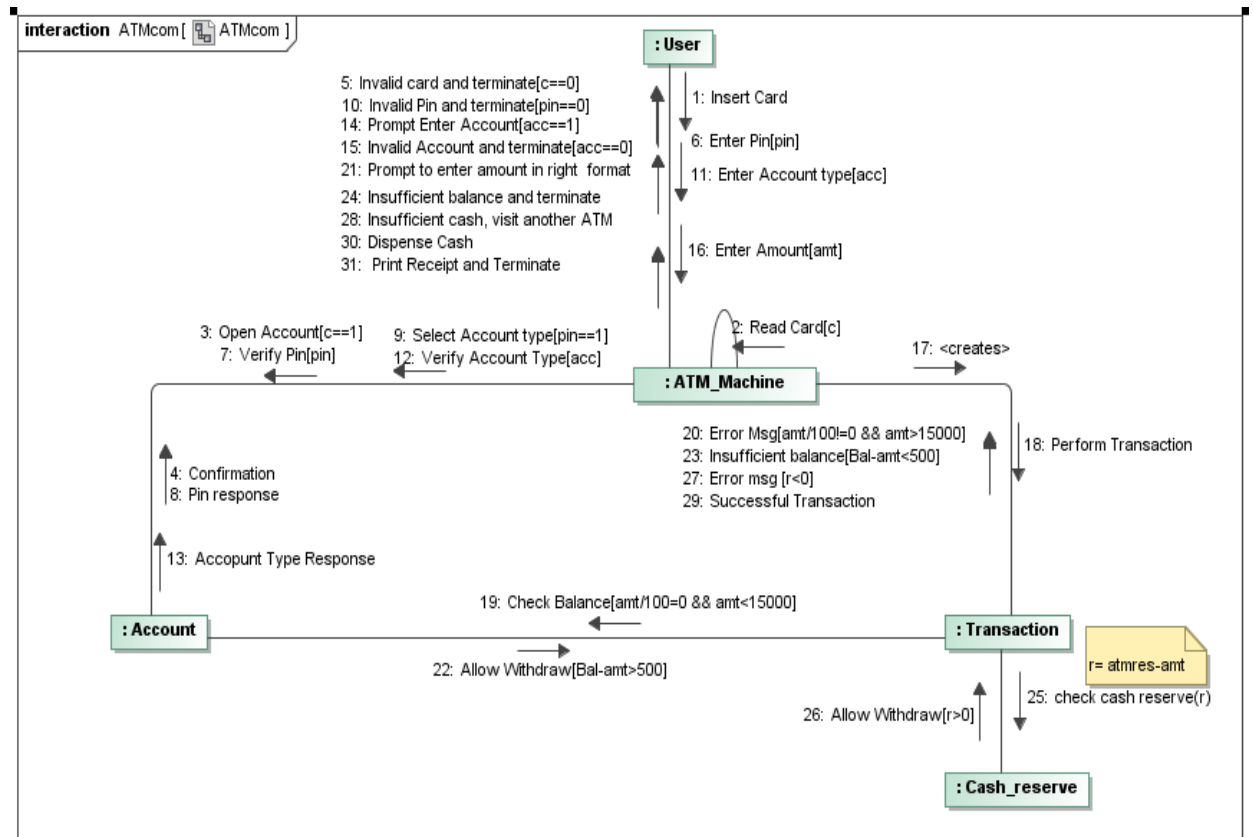 interaction ATMcom[ ATMcom ]
: User
5: Invalid card and terminate[c==0]
10: Invalid Pin and terminate[pin==0]
14: Prompt Enter Account[acc==1]
15: Invalid Account and terminate[acc==0]
21: Prompt to enter amount in right format
24: Insufficient balance and terminate
28: Insufficient cash, visit another ATM
30: Dispense Cash
31: Print Receipt and Terminate
1: Insert Card
6: Enter Pin[pin]
11: Enter Account type[acc]
16: Enter Amount[amt]
2: Read Card[c]
3: Open Account[c==1]
7: Verify Pin[pin]
9: Select Account type[pin==1]
12: Verify Account Type[acc]
17: <creates>
: ATM_Machine
20: Error Msg[amt/100!=0 && amt>15000]
23: Insufficient balance[Bal-amt<500]
27: Error msg [r<0]
29: Successful Transaction
18: Perform Transaction
4: Confirmation
8: Pin response
13: Accopunt Type Response
19: Check Balance[amt/100=0 && amt<15000]
: Account
: Transaction
22: Allow Withdraw[Bal-amt>500]
r= atmres-amt
25: check cash reserve(r)
26: Allow Withdraw[r>0]
: Cash_reserve